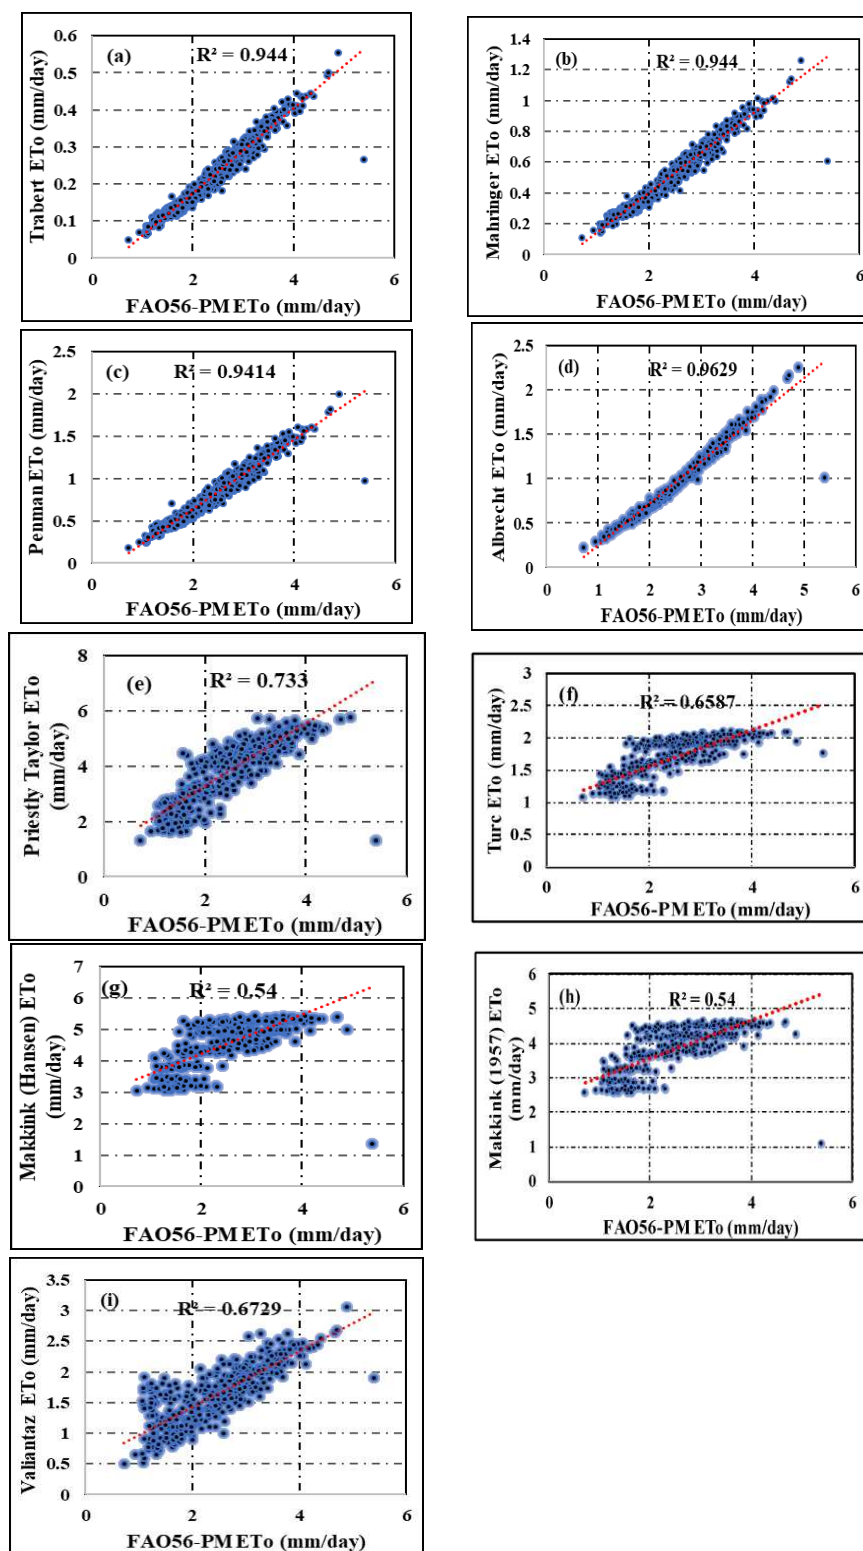 (a)
R² = 0.944
0.6
0.5
0.4
0.3
0.2
0.1
0
0 2 4 6
Trabert ETo (mm/day)
FAO56-PM ETo (mm/day)
(b)
R² = 0.944
1.4
1.2
1
0.8
0.6
0.4
0.2
0
0 2 4 6
Mahringer ETo (mm/day)
FAO56-PM ETo (mm/day)
(c)
R² = 0.9414
2.5
2
1.5
1
0.5
0
0 2 4 6
Penman ETo (mm/day)
FAO56-PM ETo (mm/day)
(d)
R² = 0.9629
2.5
2
1.5
1
0.5
0
0 1 2 3 4 5 6
Albrecht ETo (mm/day)
FAO56-PM ETo (mm/day)
(e)
R² = 0.733
8
6
4
2
0
0 2 4 6
Priestly Taylor ETo
(mm/day)
FAO56-PM ETo (mm/day)
(f)
R² = 0.6587
3
2.5
2
1.5
1
0.5
0
0 2 4 6
Turc ETo (mm/day)
FAO56-PM ETo (mm/day)
(g)
R² = 0.54
7
6
5
4
3
2
1
0
0 2 4 6
Makkink (Hansen) ETo
(mm/day)
FAO56-PM ETo (mm/day)
(h)
R² = 0.54
6
5
4
3
2
1
0
0 2 4 6
Makkink (1957) ETo
(mm/day)
FAO56-PM ETo (mm/day)
(i)
R² = 0.6729
3.5
3
2.5
2
1.5
1
0.5
0
0 2 4 6
Valiantaz ETo (mm/day)
FAO56-PM ETo (mm/day)